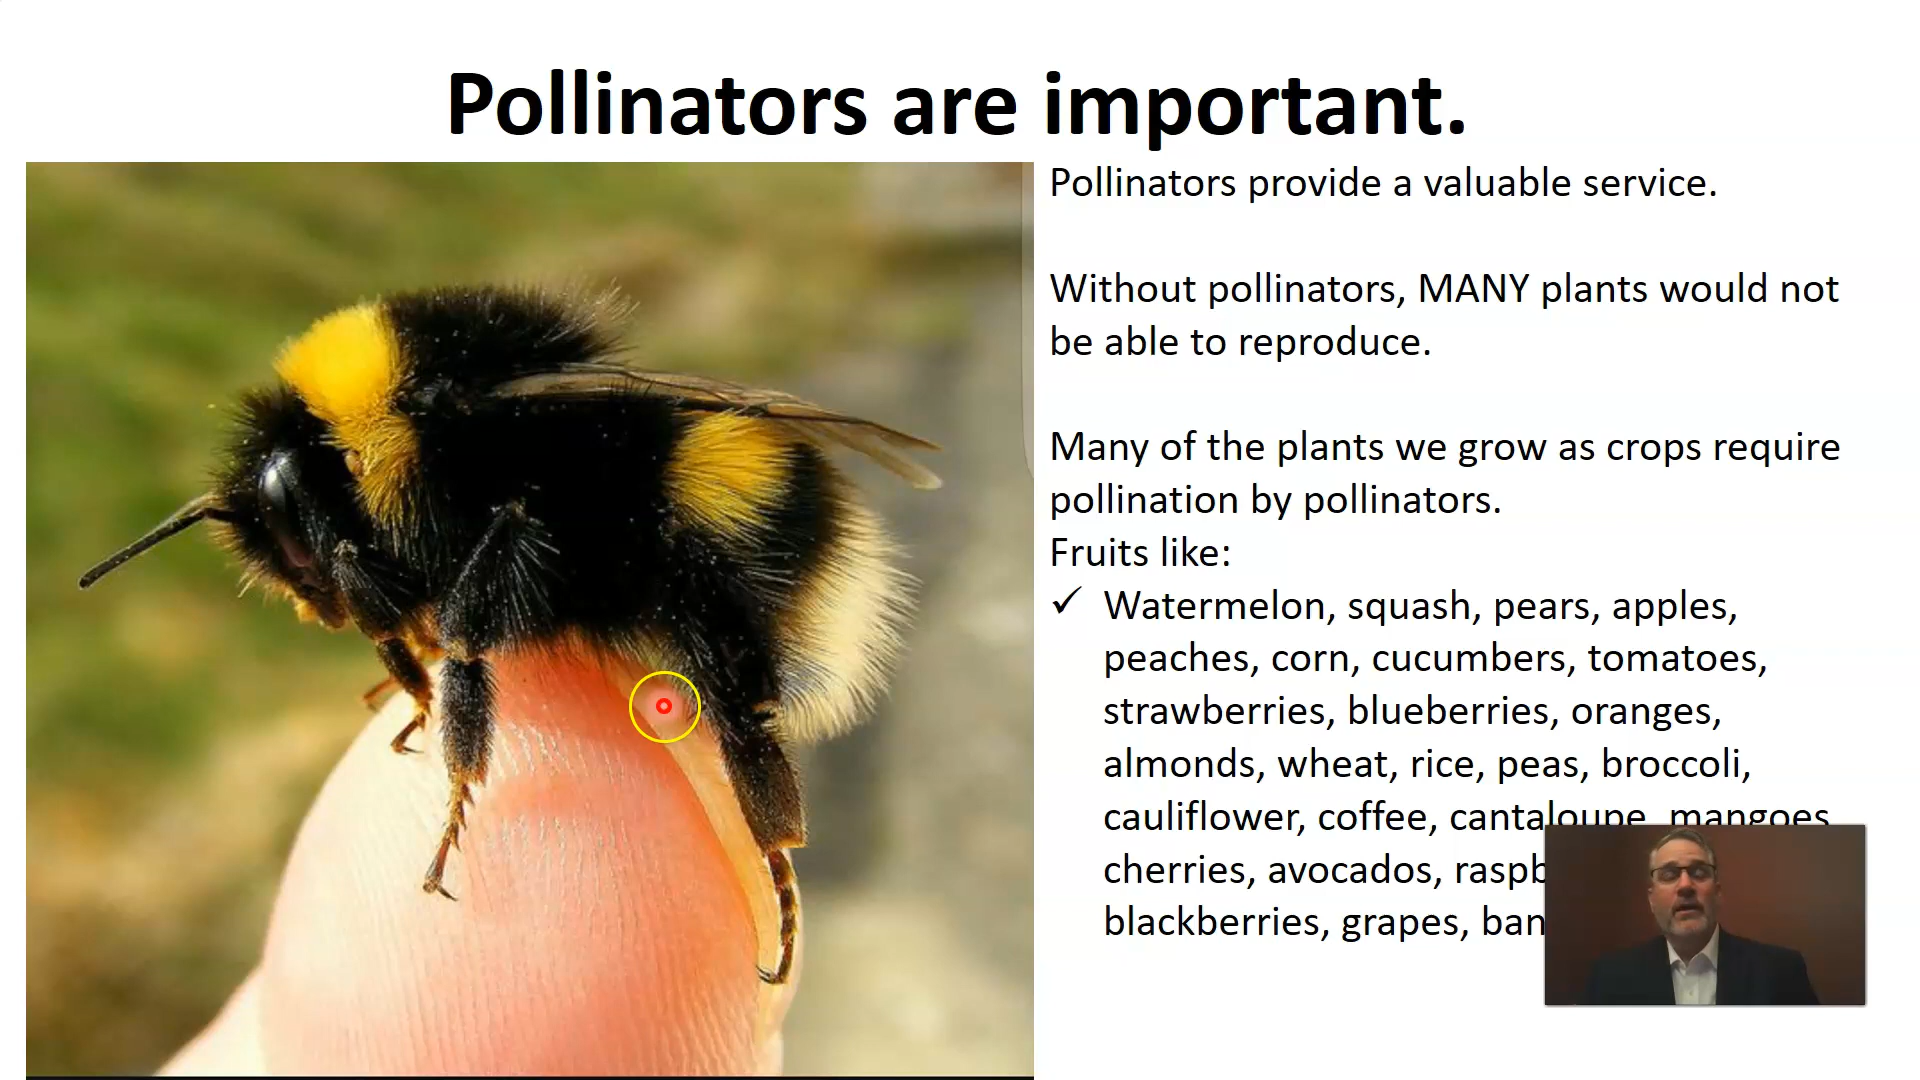 Pollinators are important.
Pollinators provide a valuable service.
Without pollinators, MANY plants would not
be able to reproduce.
Many of the plants we grow as crops require
pollination by pollinators.
Fruits like:
✓ Watermelon, squash, pears, apples,
peaches, corn, cucumbers, tomatoes,
strawberries, blueberries, oranges,
almonds, wheat, rice, peas, broccoli,
cauliflower, coffee, cantaloupe, mangoes
cherries, avocados,
blackberries, grapes,